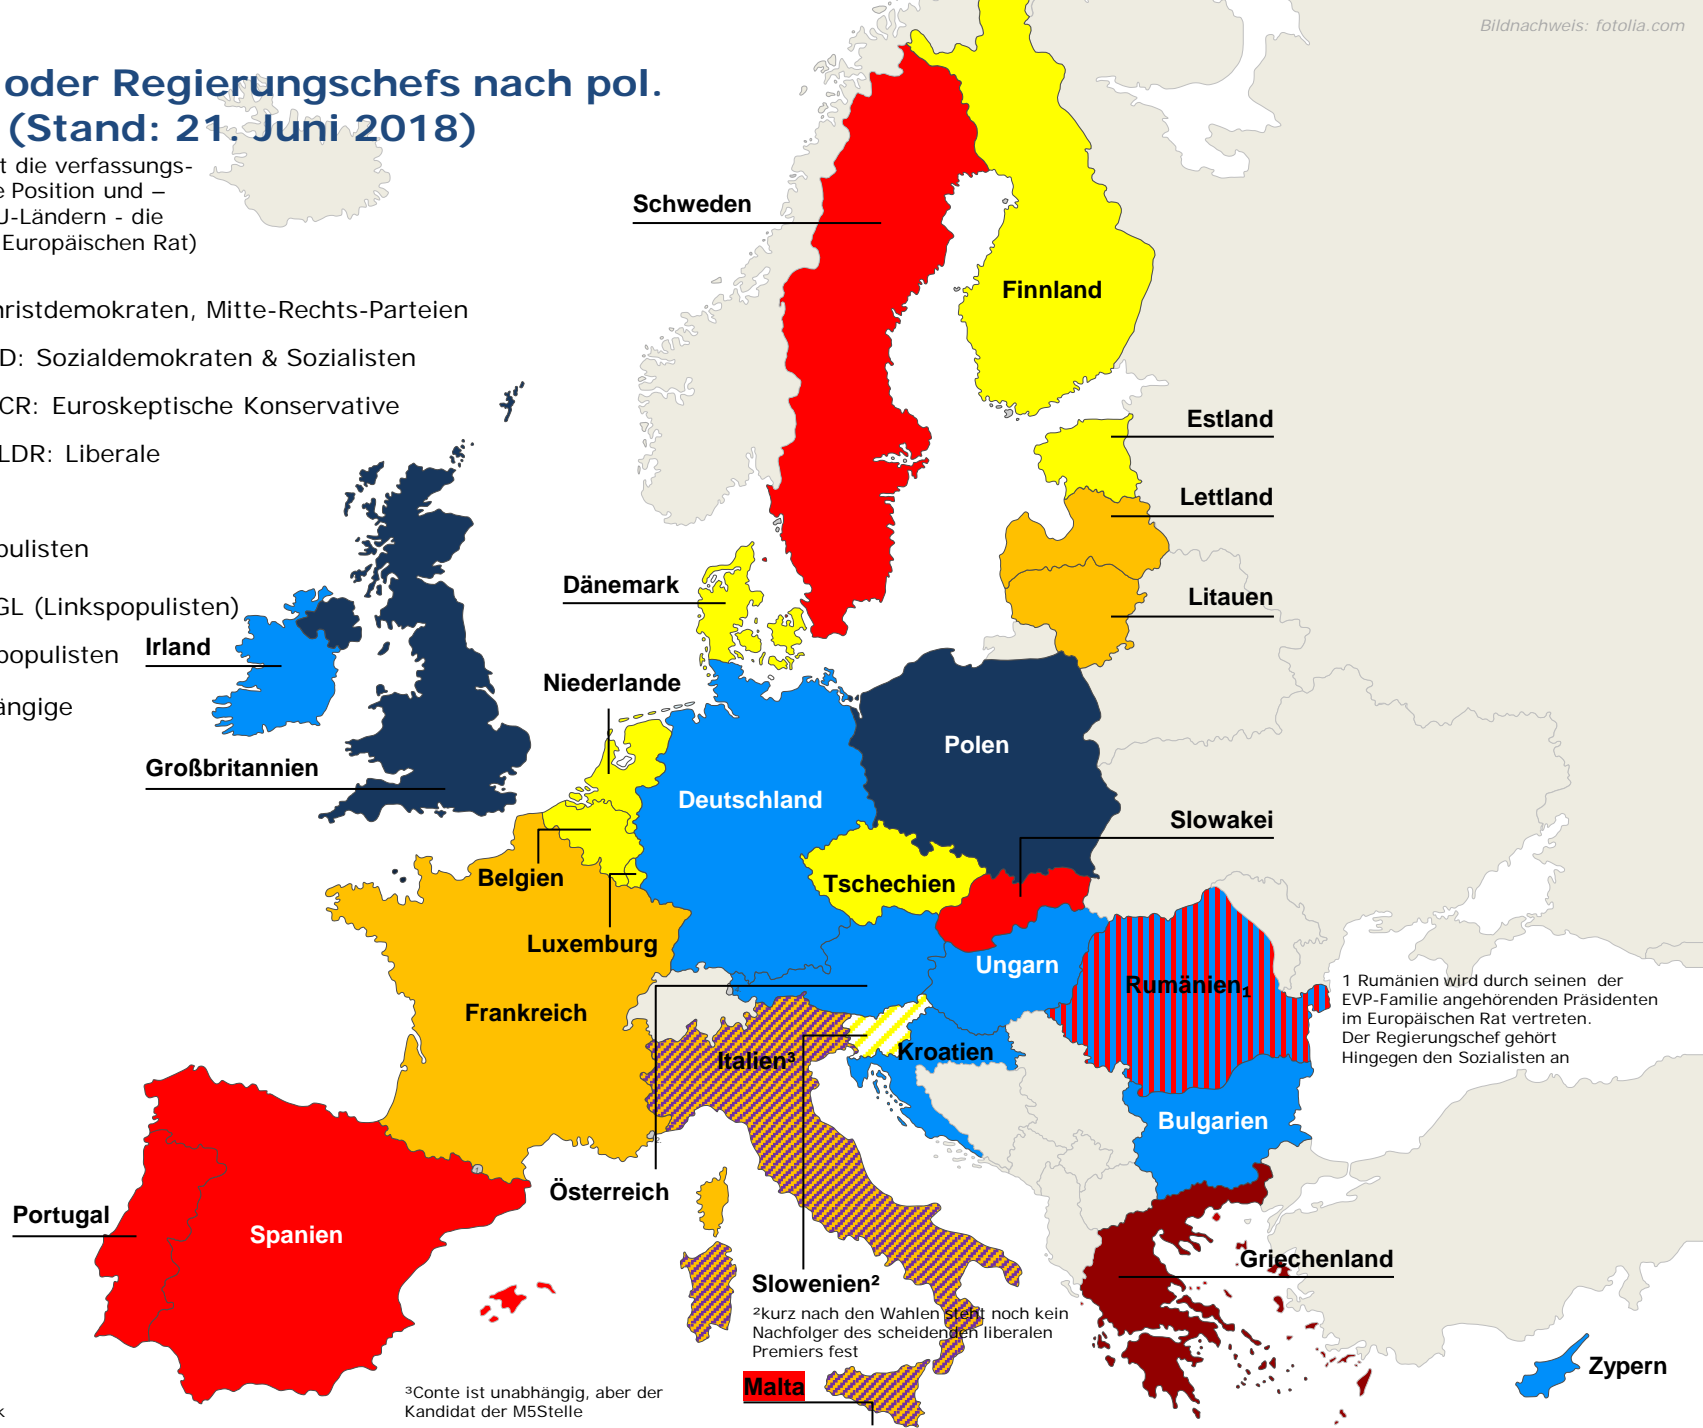 Bildnachweis: fotolia.com
oder Regierungschefs nach pol.
(Stand: 21. Juni 2018)
t die verfassungs-
e Position und –
U-Ländern - die
Europäischen Rat)
hristdemokraten, Mitte-Rechts-Parteien
D: Sozialdemokraten & Sozialisten
CR: Euroskeptische Konservative
LDR: Liberale
pulisten
GL (Linkspopulisten)
populisten
ängige
Schweden
Finnland
Estland
Lettland
Litauen
Dänemark
Irland
Niederlande
Großbritannien
Polen
Deutschland
Slowakei
Belgien
Tschechien
Luxemburg
Ungarn
Rumänien1
1 Rumänien wird durch seinen der
EVP-Familie angehörenden Präsidenten
im Europäischen Rat vertreten.
Der Regierungschef gehört
Hingegen den Sozialisten an
Frankreich
Italien³
Kroatien
Bulgarien
Österreich
Portugal
Spanien
Griechenland
Slowenien²
²kurz nach den Wahlen steht noch kein
Nachfolger des scheidenden liberalen
Premiers fest
Zypern
Malta
³Conte ist unabhängig, aber der
Kandidat der M5Stelle
k